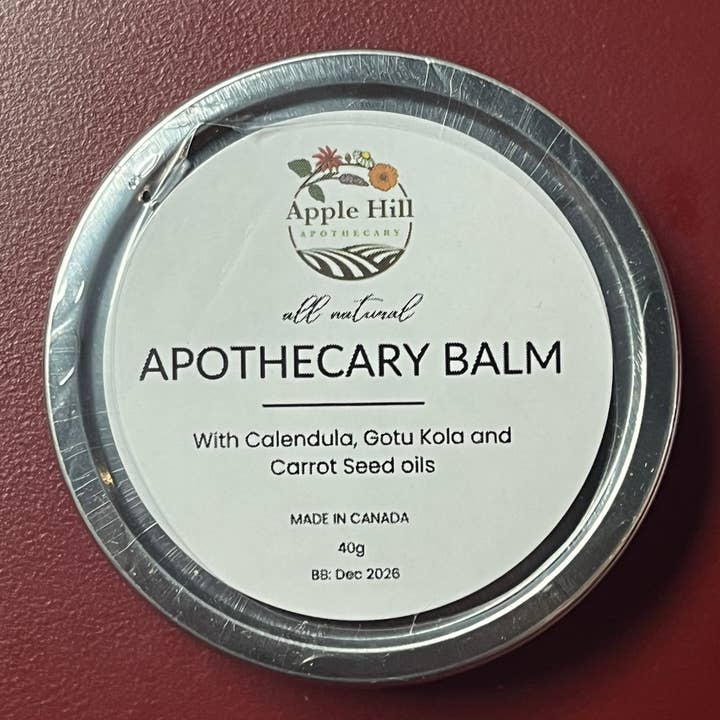 Apple Hill
APOTHECARY
all natural
APOTHECARY BALM
With Calendula, Gotu Kola and
Carrot Seed oils
MADE IN CANADA
40g
BB: Dec 2026